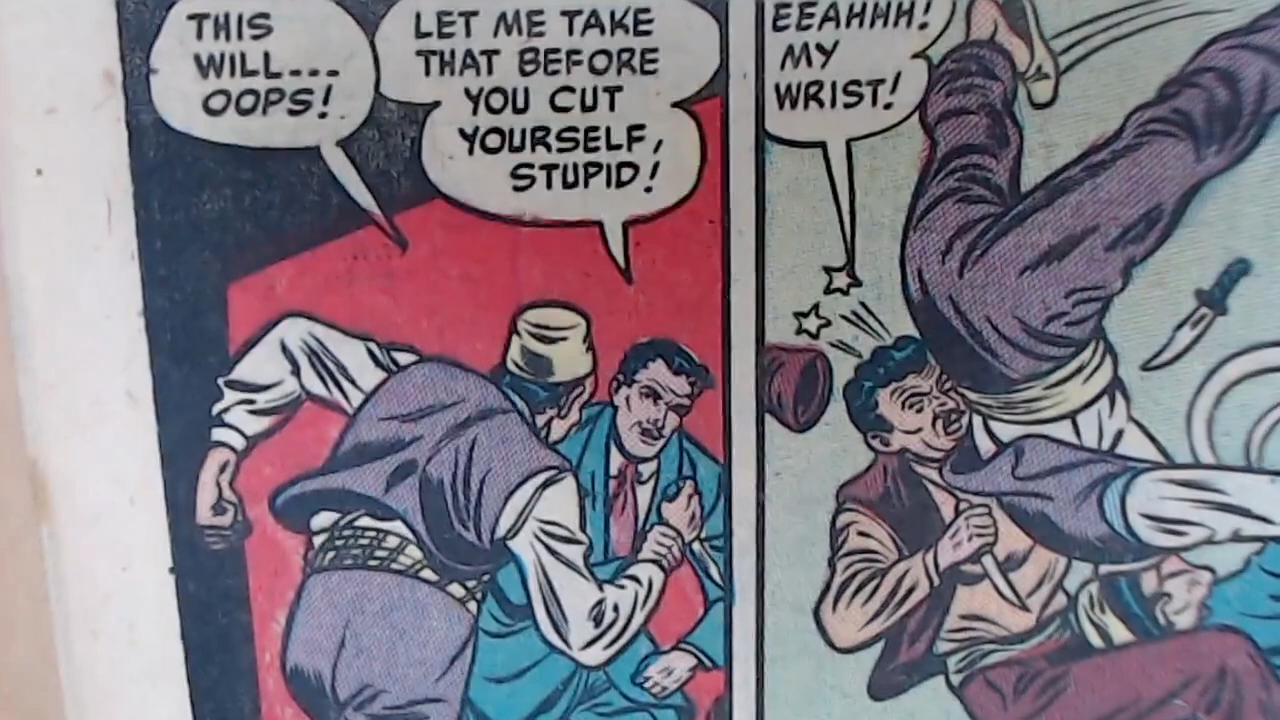 THIS
WILL...
OOPS!
LET ME TAKE
THAT BEFORE
YOU CUT
YOURSELF,
STUPID!
EEAHHH!
MY
WRIST!